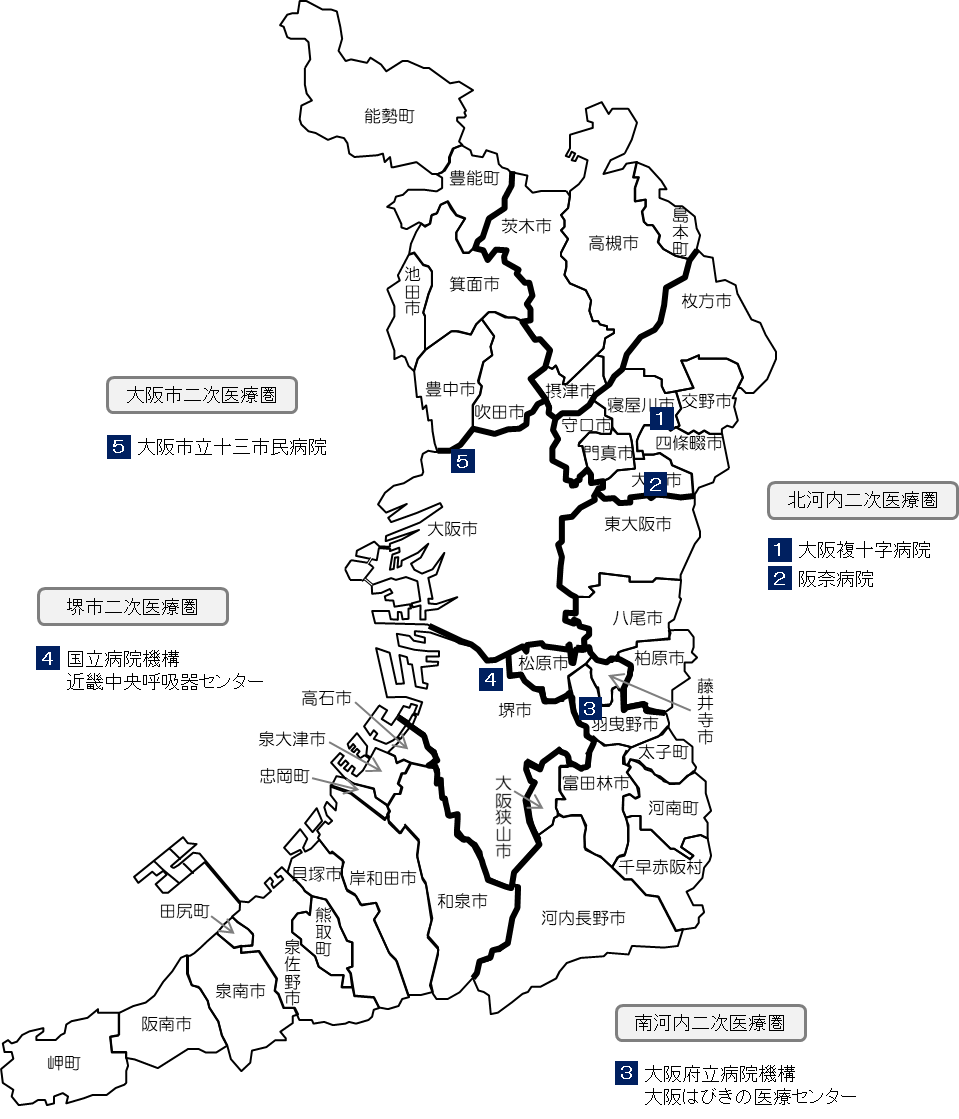 能勢町
豊能町
茨木市
高槻市
島本町
池田市
箕面市
枚方市
豊中市
吹田市
摂津市
寝屋川市
交野市
1
守口市
門真市
四條畷市
大 市
2
大阪市二次医療圏
5 大阪市立十三市民病院
5
北河内二次医療圏
1 大阪複十字病院
2 阪奈病院
大阪市
東大阪市
八尾市
堺市二次医療圏
4 国立病院機構
近畿中央呼吸器センター
松原市
柏原市
4
堺市
3
羽曳野市
藤井寺市
高石市
泉大津市
忠岡町
太子町
大阪狭山市
富田林市
河南町
千早赤阪村
貝塚市
岸和田市
和泉市
河内長野市
熊取町
田尻町
泉佐野市
泉南市
阪南市
岬町
南河内二次医療圏
3 大阪府立病院機構
大阪はびきの医療センター